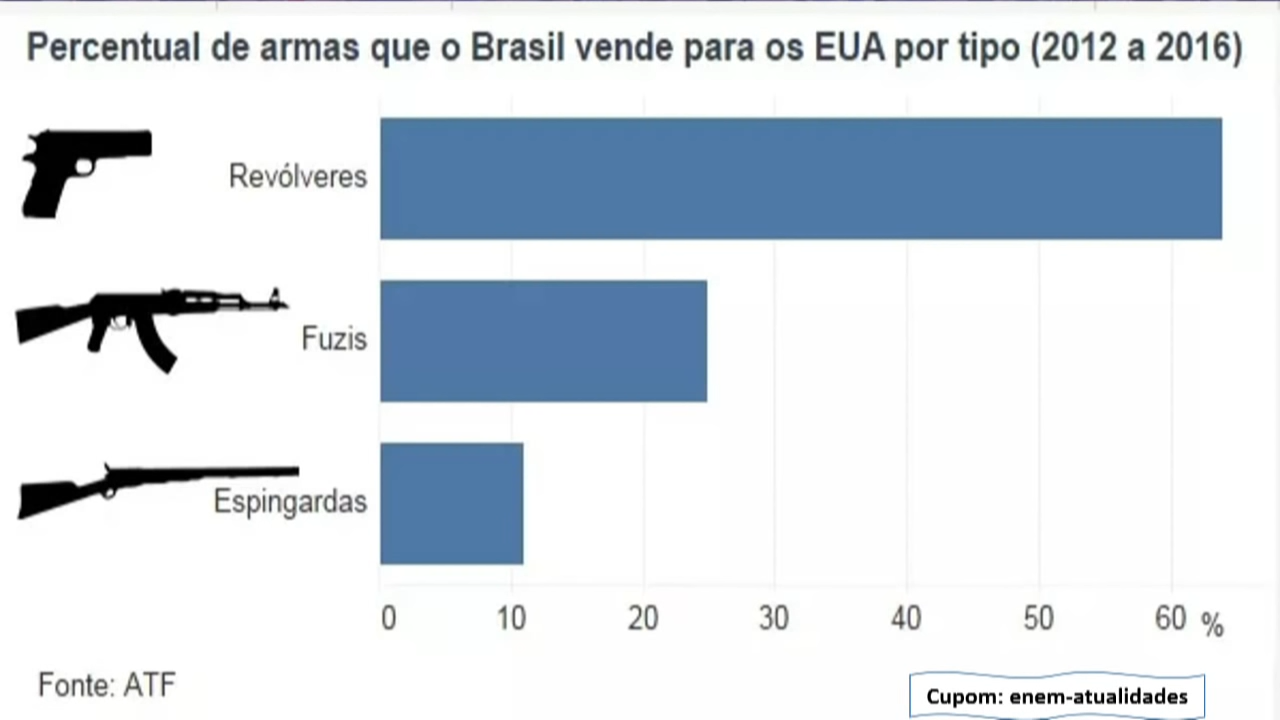 Percentual de armas que o Brasil vende para os EUA por tipo (2012 a 2016)
Revólveres
Fuzis
Espingardas
0 10 20 30 40 50 60 %
Fonte: ATF
Cupom: enem-atualidades